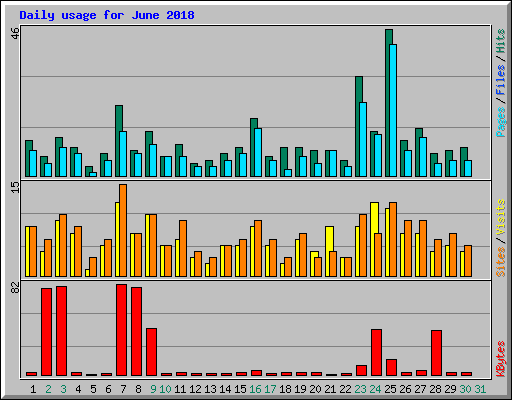 Daily usage for June 2018
46
Pages/Files/Hits
15
Sites/Visits
82
KBytes
1 2 3 4 5 6 7 8 9 10 11 12 13 14 15 16 17 18 19 20 21 22 23 24 25 26 27 28 29 30 31